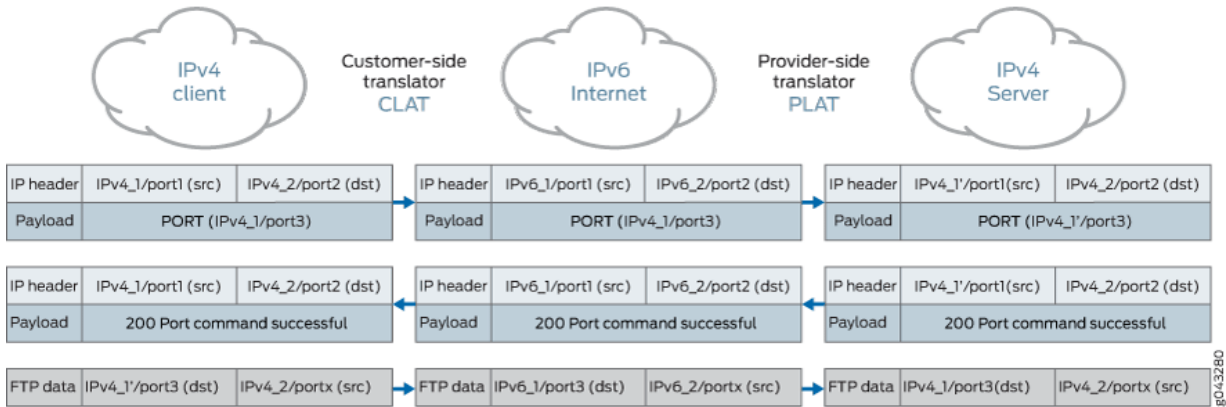 IPv4
client
Customer-side
translator
CLAT
IPv6
Internet
Provider-side
translator
PLAT
IPv4
Server
IP header IPv4_1/port1 (src) IPv4_2/port2 (dst) IP header IPv6_1/port1 (src) IPv6_2/port2 (dst) IP header IPv4_1'/port1(src) IPv4_2/port2 (dst)
Payload PORT (IPv4_1/port3) Payload PORT (IPv4_1/port3) Payload PORT (IPv4_1'/port3)
IP header IPv4_1/port1 (src) IPv4_2/port2 (dst) IP header IPv6_1/port1 (src) IPv6_2/port2 (dst) IP header IPv4_1'/port1(src) IPv4_2/port2 (dst)
Payload 200 Port command successful Payload 200 Port command successful Payload 200 Port command successful
FTP data IPv4_1'/port3 (dst) IPv4_2/portx (src) FTP data IPv6_1/port3 (dst) IPv6_2/portx (src) FTP data IPv4_1/port3(dst) IPv4_2/portx (src)
g043280